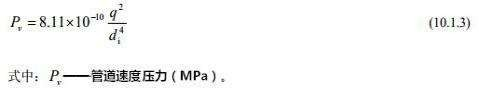 P_v = 8.11×10^-10 q^2/d_i^4 (10.1.3)
式中：P_v——管道速度压力（MPa）。